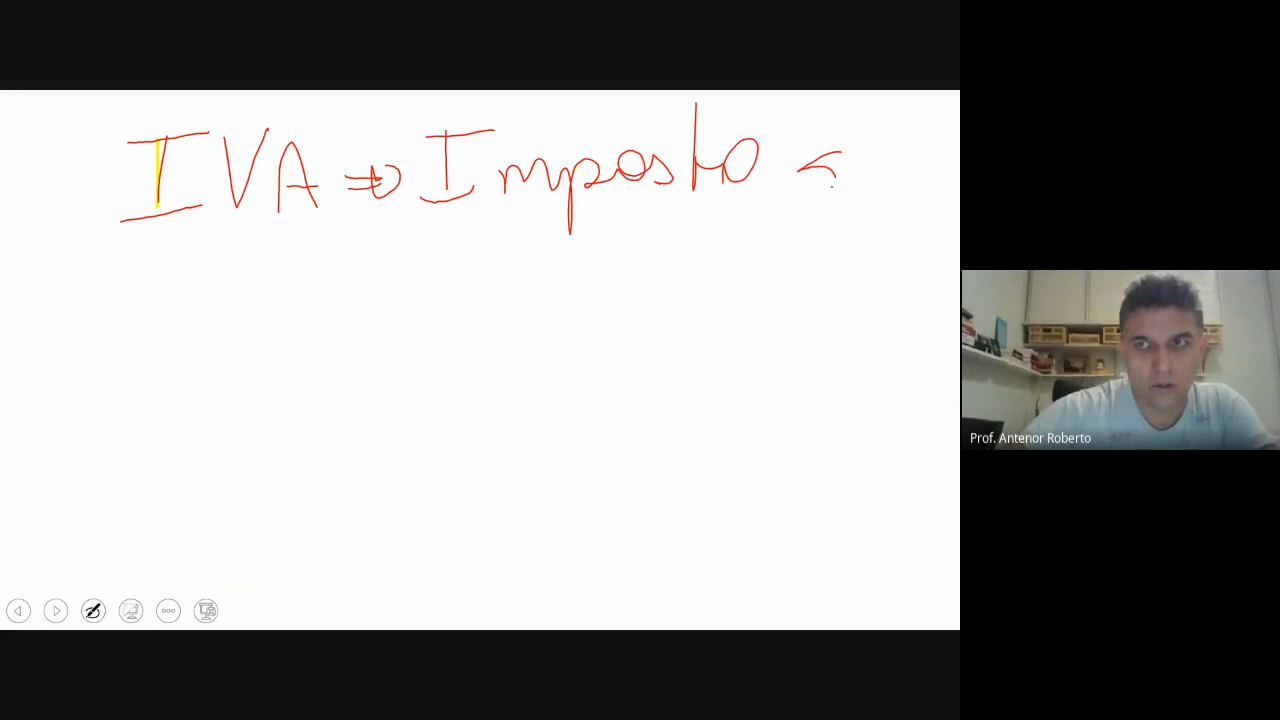 IVA ⇒ Imposto
Prof. Antenor Roberto